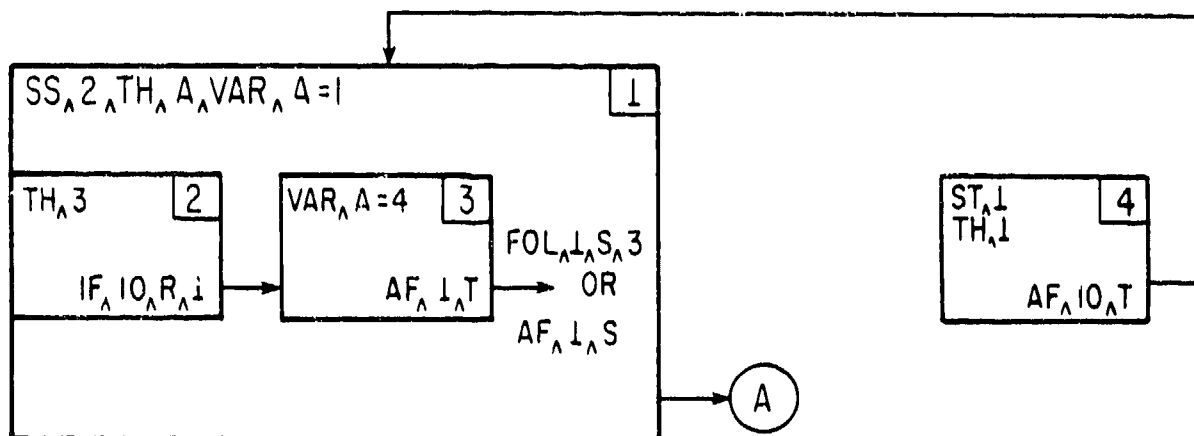 SS‸2‸TH‸A‸VAR‸A=1
1
TH‸3
2
IF‸10‸R‸1
VAR‸A=4
3
AF‸1‸T
FOL‸1‸S‸3
OR
AF‸1‸S
A
ST‸1
TH‸1
4
AF‸10‸T